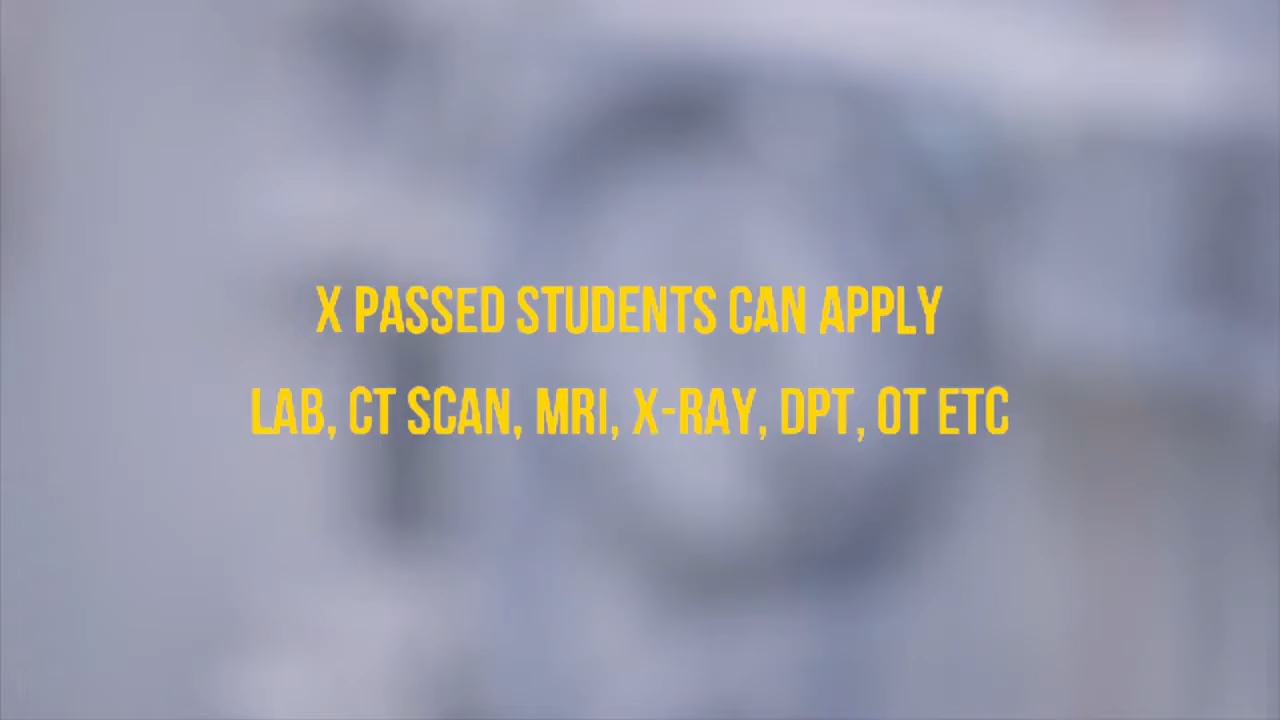 X PASSED STUDENTS CAN APPLY
LAB, CT SCAN, MRI, X-RAY, DPT, OT ETC